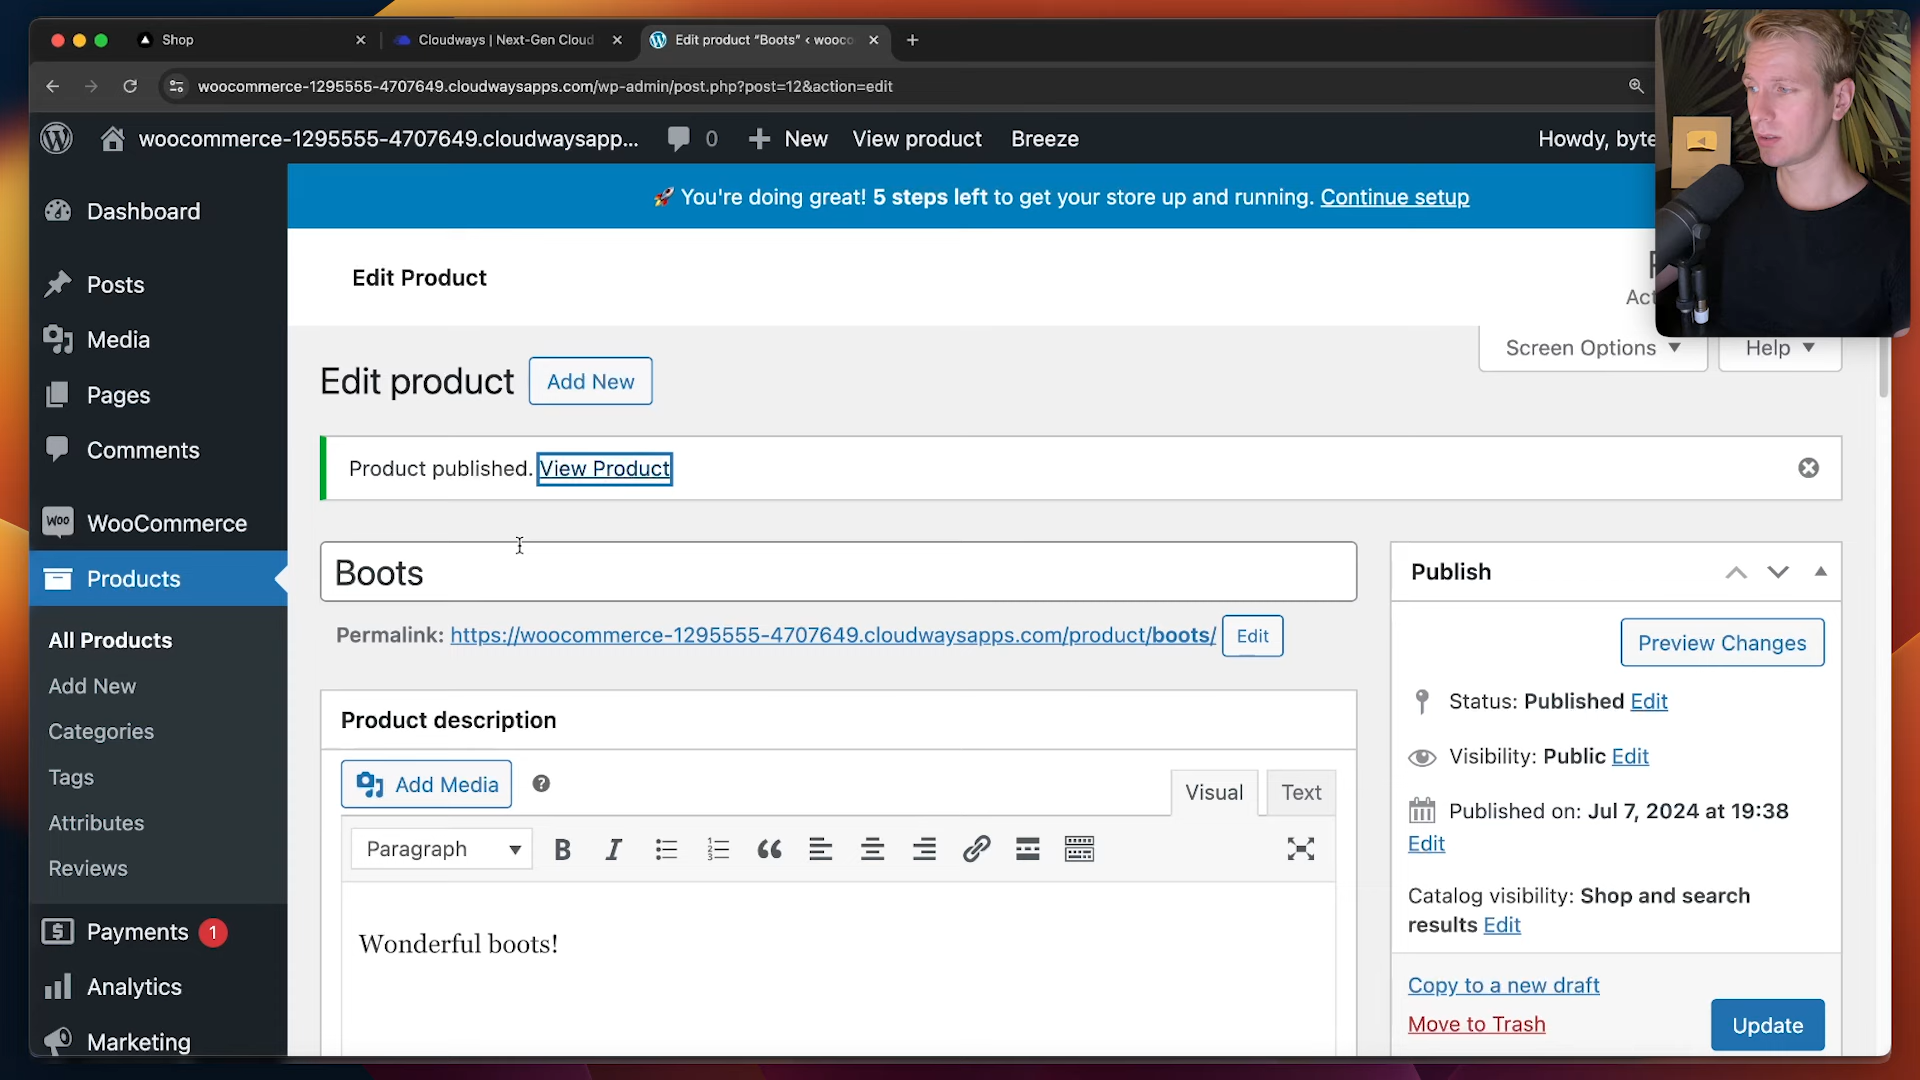 Shop
Cloudways | Next-Gen Cloud
Edit product "Boots" ‹ wooco
woocommerce-1295555-4707649.cloudwaysapps.com/wp-admin/post.php?post=12&action=edit
woocommerce-1295555-4707649.cloudwaysapp...
0
New
View product
Breeze
Howdy, byte
🚀 You're doing great! 5 steps left to get your store up and running. Continue setup
Dashboard
Posts
Media
Pages
Comments
Woo
WooCommerce
Products
All Products
Add New
Categories
Tags
Attributes
Reviews
Payments 1
Analytics
Marketing
Edit Product
Act
Screen Options
Help
Edit product
Add New
Product published. View Product
Boots
Permalink: https://woocommerce-1295555-4707649.cloudwaysapps.com/product/boots/ Edit
Product description
Add Media
Visual
Text
Paragraph
Wonderful boots!
Publish
Preview Changes
Status: Published Edit
Visibility: Public Edit
Published on: Jul 7, 2024 at 19:38
Edit
Catalog visibility: Shop and search
results Edit
Copy to a new draft
Move to Trash
Update